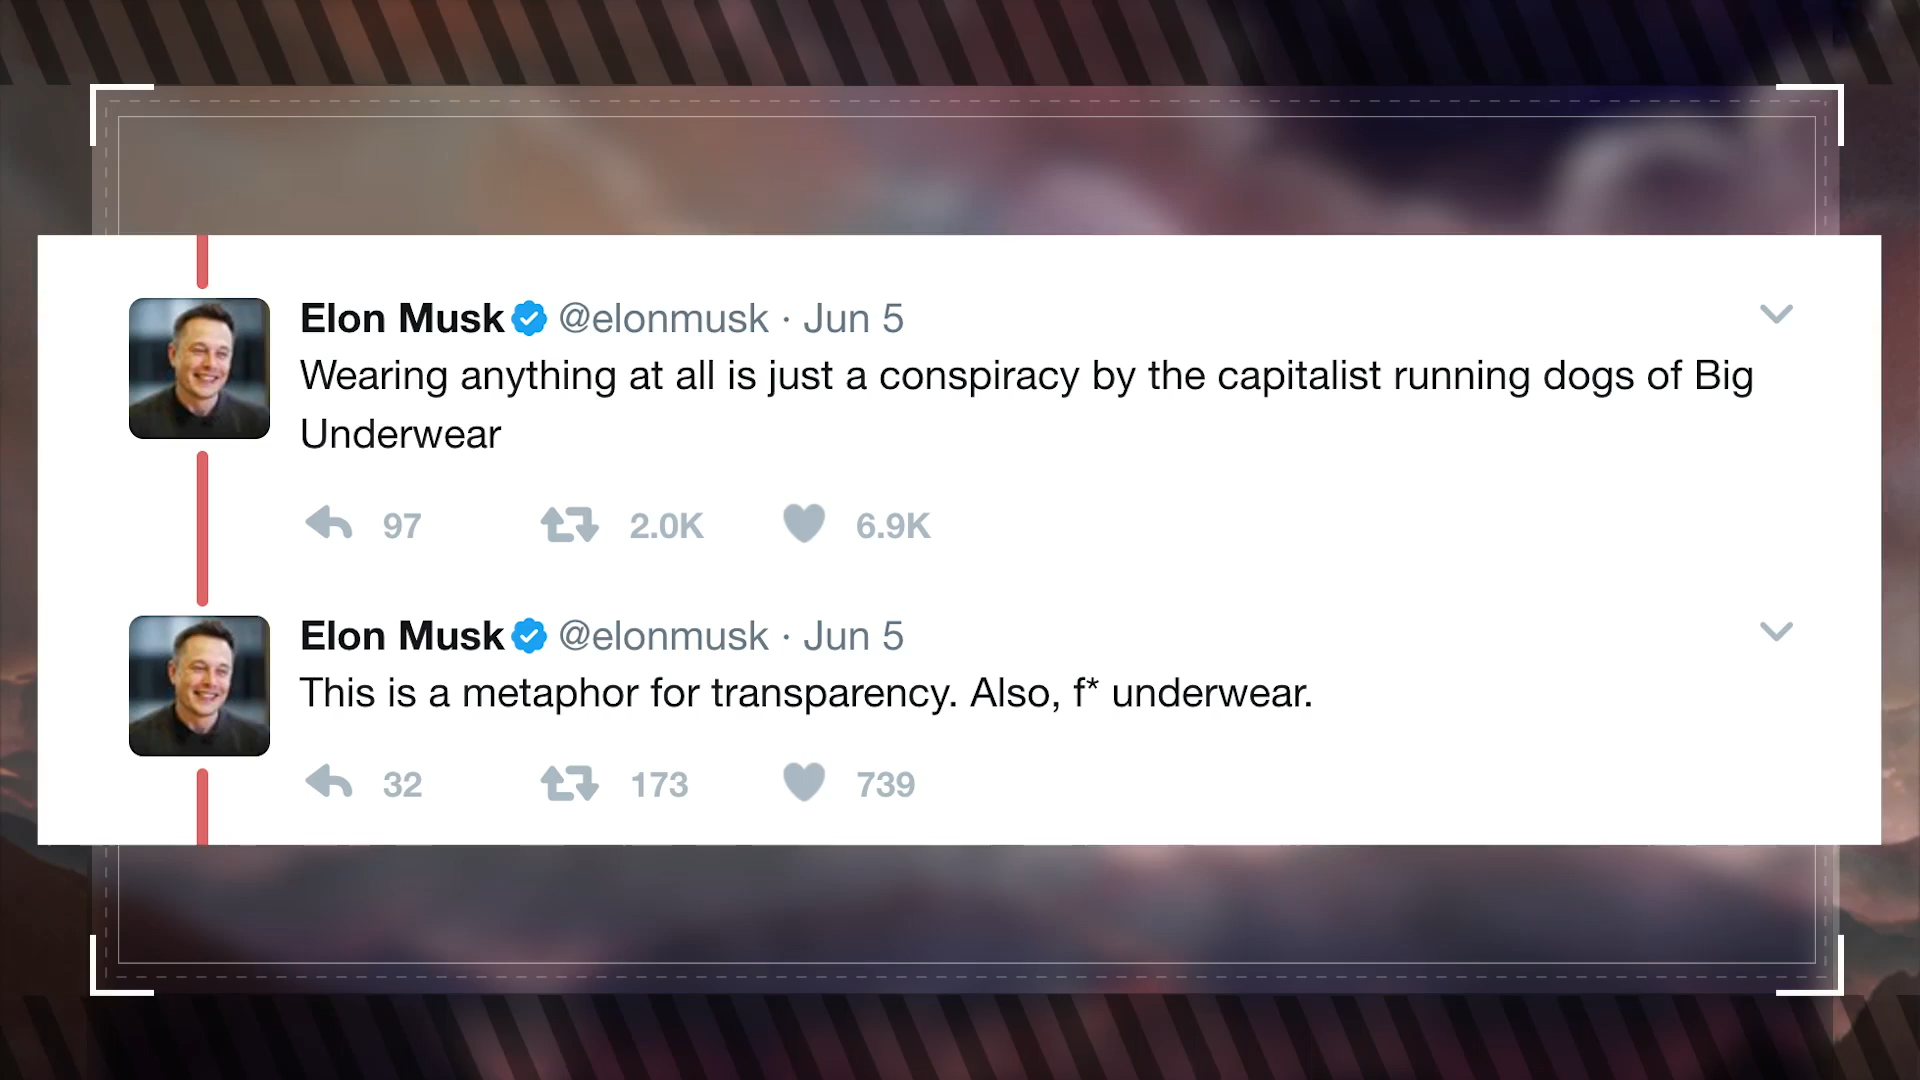 Elon Musk @elonmusk · Jun 5
Wearing anything at all is just a conspiracy by the capitalist running dogs of Big
Underwear
97 2.0K 6.9K
Elon Musk @elonmusk · Jun 5
This is a metaphor for transparency. Also, f* underwear.
32 173 739